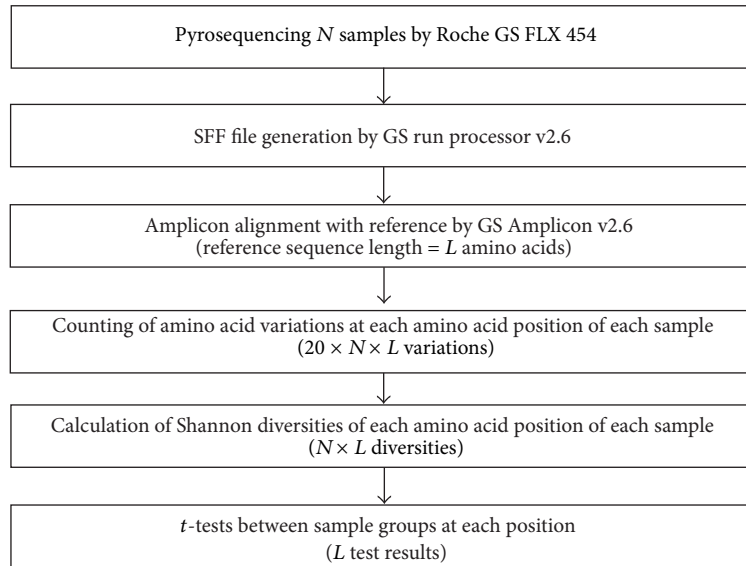 Pyrosequencing N samples by Roche GS FLX 454
SFF file generation by GS run processor v2.6
Amplicon alignment with reference by GS Amplicon v2.6
(reference sequence length = L amino acids)
Counting of amino acid variations at each amino acid position of each sample
(20 × N × L variations)
Calculation of Shannon diversities of each amino acid position of each sample
(N × L diversities)
t-tests between sample groups at each position
(L test results)